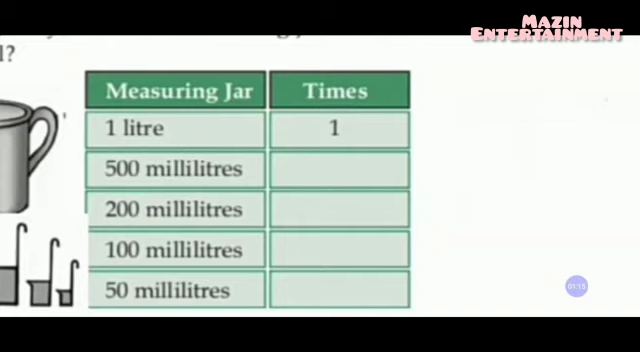 MAZIN
ENTERTAINMENT
l?
Measuring Jar Times
1 litre 1
500 millilitres
200 millilitres
100 millilitres
50 millilitres
01:15